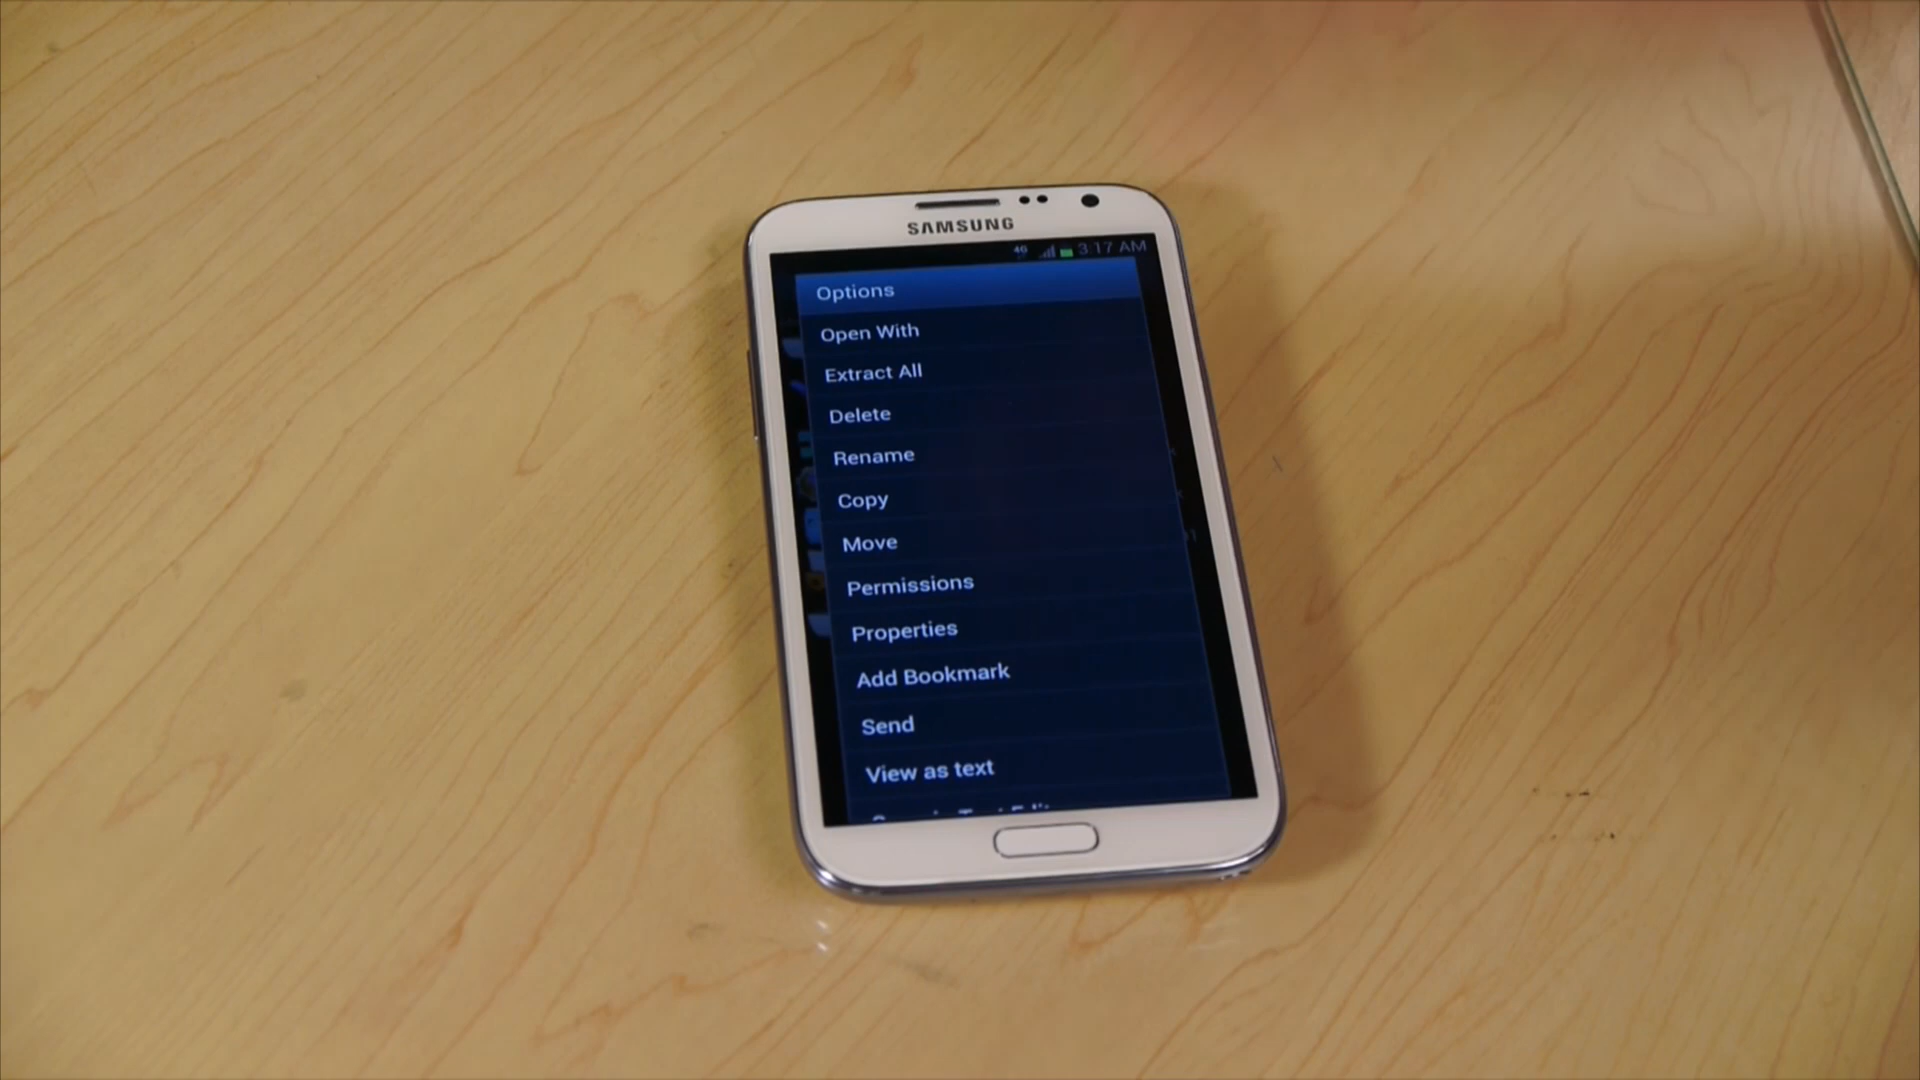 SAMSUNG
4G 3:17 AM
Options
Open With
Extract All
Delete
Rename
Copy
Move
Permissions
Properties
Add Bookmark
Send
View as text